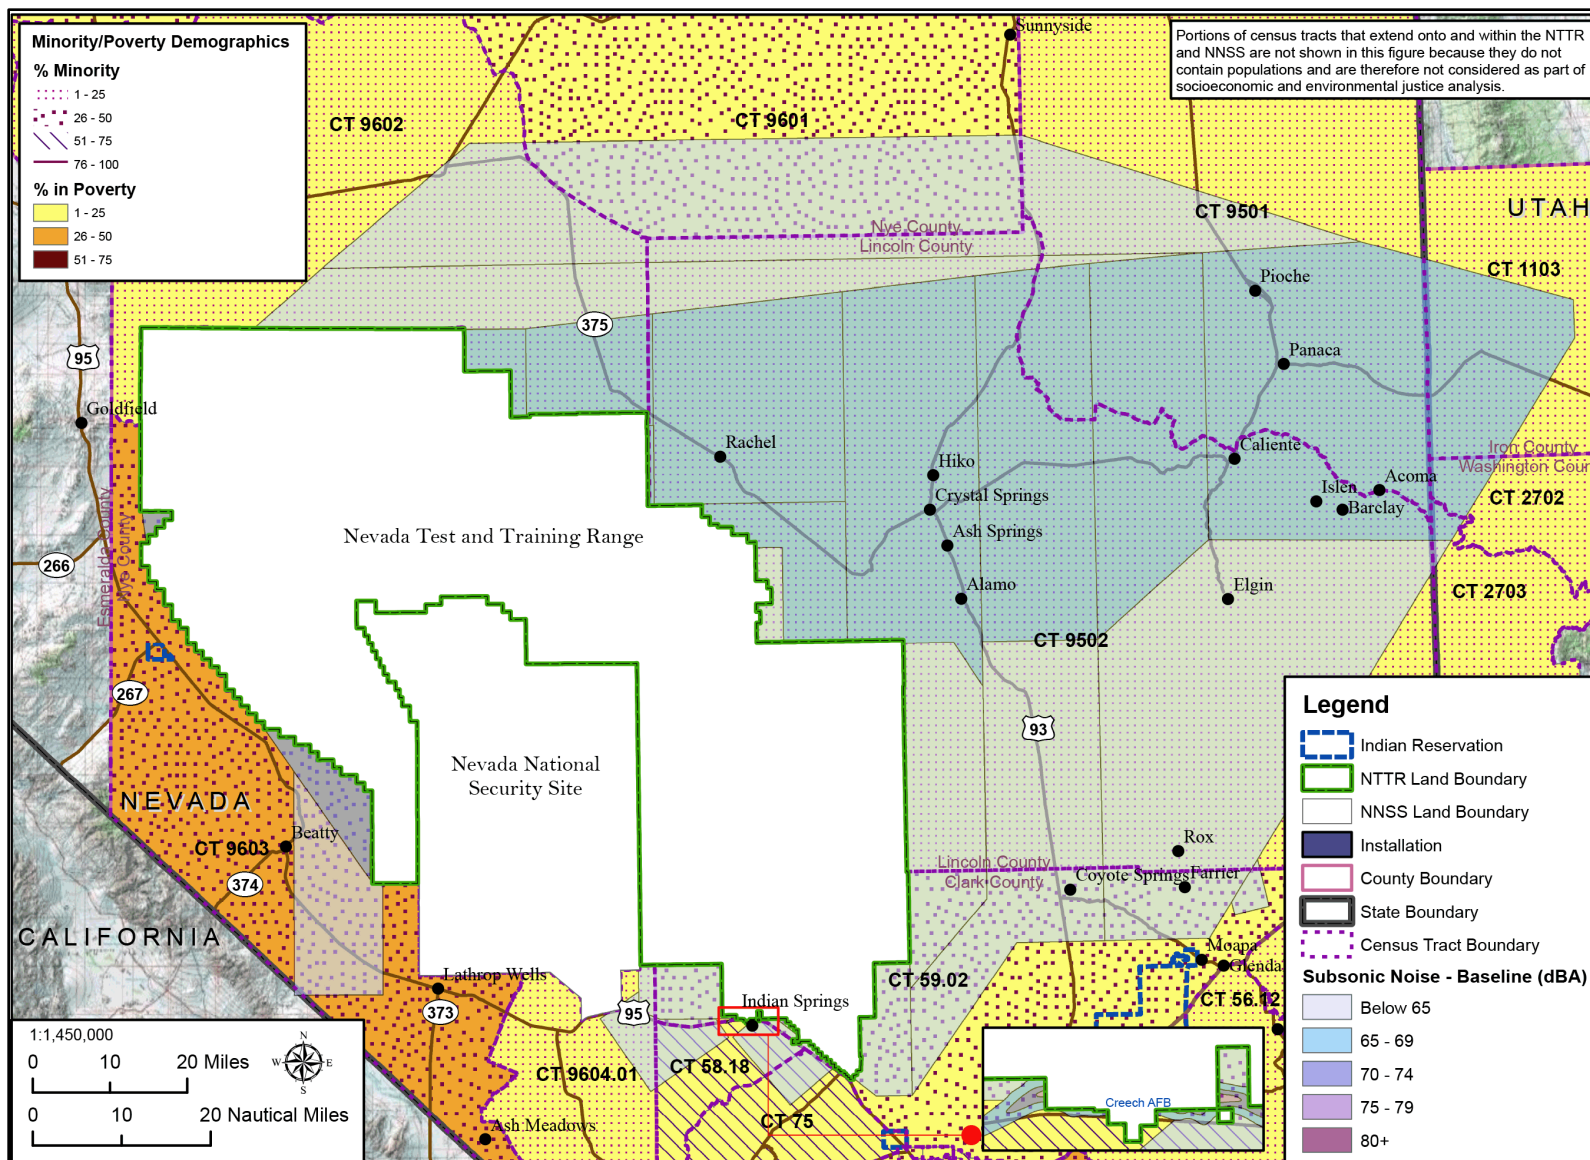 Minority/Poverty Demographics
% Minority
1 - 25
26 - 50
51 - 75
76 - 100
% in Poverty
1 - 25
26 - 50
51 - 75
Portions of census tracts that extend onto and within the NTTR
and NNSS are not shown in this figure because they do not
contain populations and are therefore not considered as part of
socioeconomic and environmental justice analysis.
Sunnyside
CT 9602
CT 9601
CT 9501
UTAH
Nye County
Lincoln County
CT 1103
Pioche
375
95
Panaca
Goldfield
Rachel
Caliente
Iron County
Washington Coun
Hiko
Crystal Springs
Islen
Acoma
Barclay
CT 2702
Nevada Test and Training Range
Ash Springs
266
Esmeralda County
Nye County
Alamo
Elgin
CT 2703
CT 9502
267
93
Nevada National
Security Site
NEVADA
Beatty
CT 9603
374
Rox
Lincoln County
Clark County
Coyote Springs
Farrier
CALIFORNIA
Moapa
Glenda
Lathrop Wells
CT 59.02
CT 56.12
373
95
Indian Springs
CT 9604.01
CT 58.18
CT 75
Ash Meadows
Creech AFB
1:1,450,000
0 10 20 Miles
0 10 20 Nautical Miles
N
W E
S
Legend
Indian Reservation
NTTR Land Boundary
NNSS Land Boundary
Installation
County Boundary
State Boundary
Census Tract Boundary
Subsonic Noise - Baseline (dBA)
Below 65
65 - 69
70 - 74
75 - 79
80+